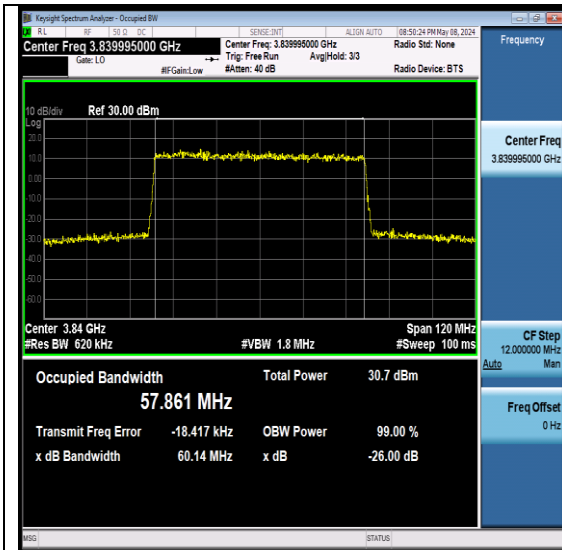 Keysight Spectrum Analyzer - Occupied BW
RL RF 50 Ω DC SENSE:INT ALIGN AUTO 08:50:24 PM May 08, 2024
Center Freq 3.839995000 GHz Center Freq: 3.839995000 GHz Radio Std: None
Gate: LO Trig: Free Run Avg|Hold: 3/3
#IFGain:Low #Atten: 40 dB Radio Device: BTS
10 dB/div Ref 30.00 dBm
Log
20.0
10.0
0.00
-10.0
-20.0
-30.0
-40.0
-50.0
-60.0
Center 3.84 GHz Span 120 MHz
#Res BW 620 kHz #VBW 1.8 MHz #Sweep 100 ms
Occupied Bandwidth Total Power 30.7 dBm
57.861 MHz
Transmit Freq Error -18.417 kHz OBW Power 99.00 %
x dB Bandwidth 60.14 MHz x dB -26.00 dB
MSG STATUS
Frequency
Center Freq
3.839995000 GHz
CF Step
12.000000 MHz
Auto Man
Freq Offset
0 Hz